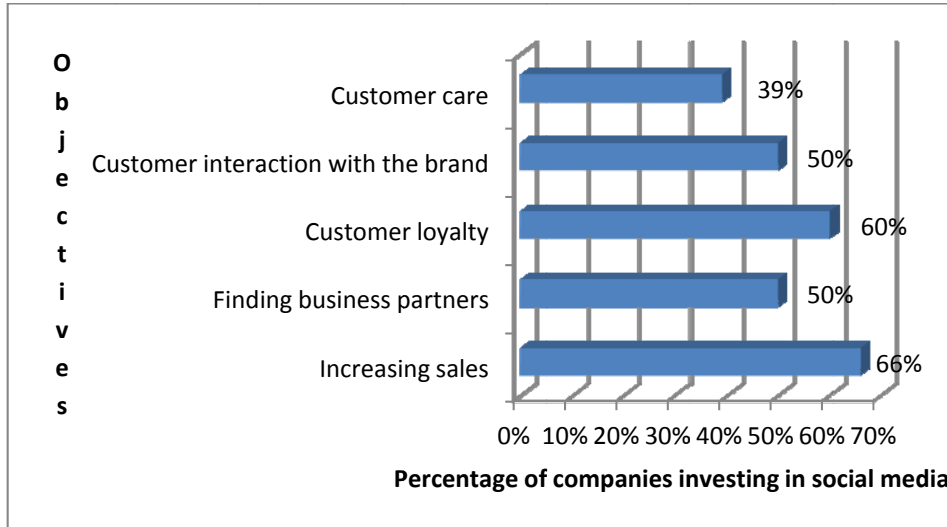 Objectives
Customer care
39%
Customer interaction with the brand
50%
Customer loyalty
60%
Finding business partners
50%
Increasing sales
66%
0% 10% 20% 30% 40% 50% 60% 70%
Percentage of companies investing in social media